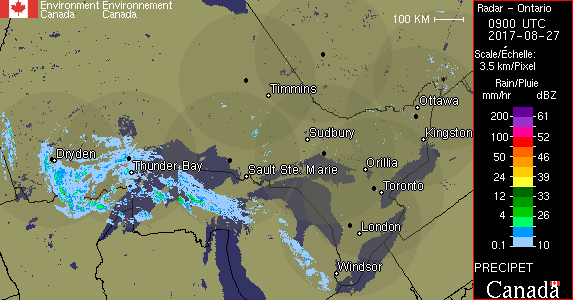 Environment Environnement
Canada Canada
100 KM
Timmins
Ottawa
Sudbury
Kingston
Dryden
Thunder Bay
Sault Ste. Marie
Orillia
Toronto
London
Windsor
Radar - Ontario
0900 UTC
2017-08-27
Scale/Échelle:
3.5 km/Pixel
Rain/Pluie
mm/hr dBZ
200 61
100 52
50 46
24 39
12 33
4 26
0.1 10
PRECIPET
Canada